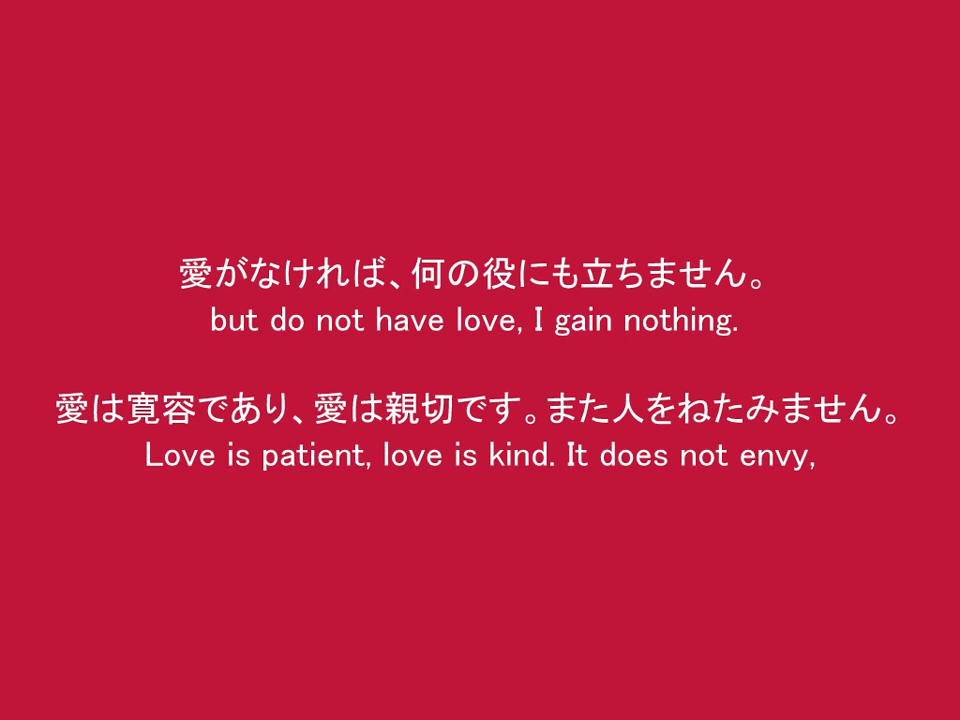 愛がなければ、何の役にも立ちません。
but do not have love, I gain nothing.
愛は寛容であり、愛は親切です。また人をねたみません。
Love is patient, love is kind. It does not envy,